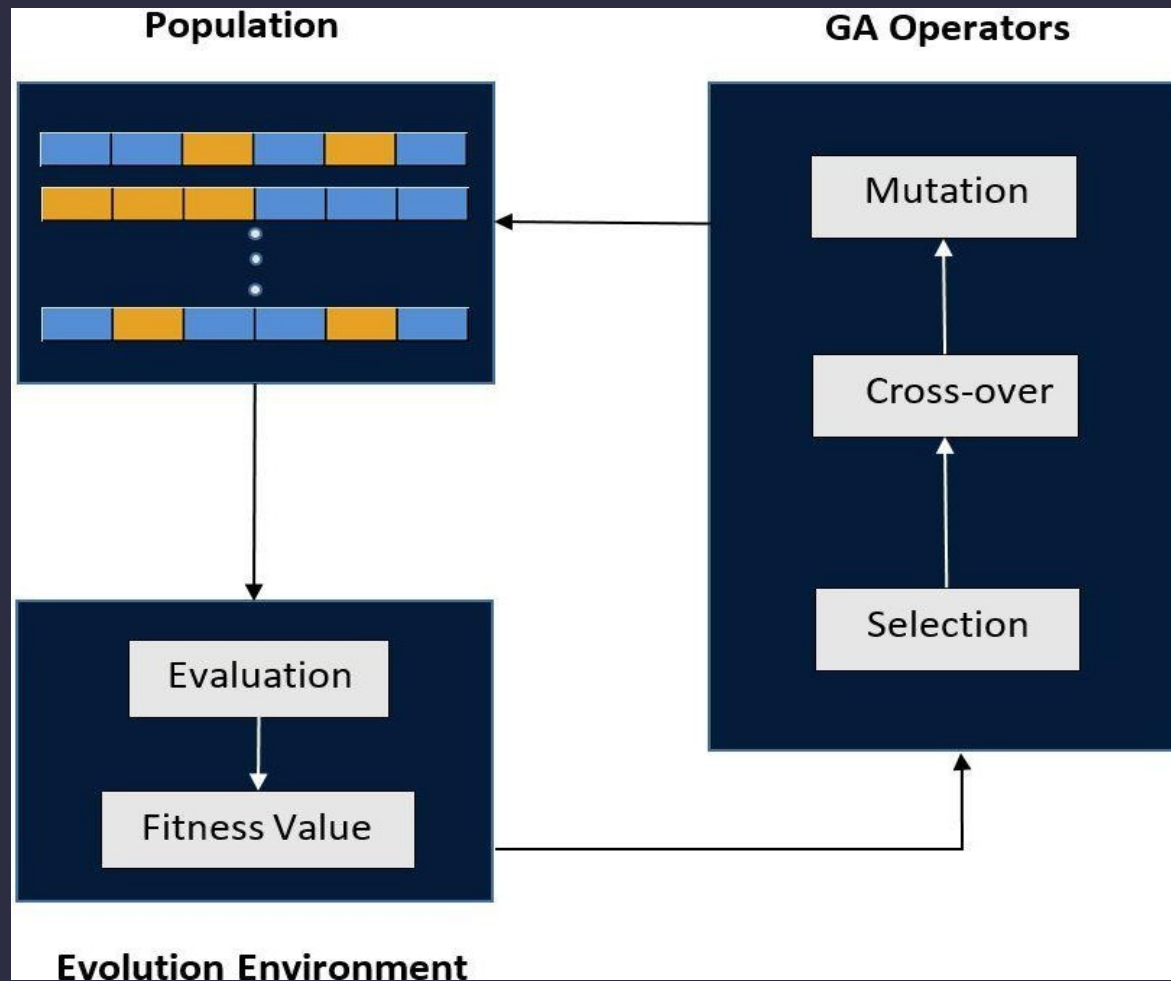 Population
GA Operators
Mutation
Cross-over
Selection
Evaluation
Fitness Value
Evolution Environment